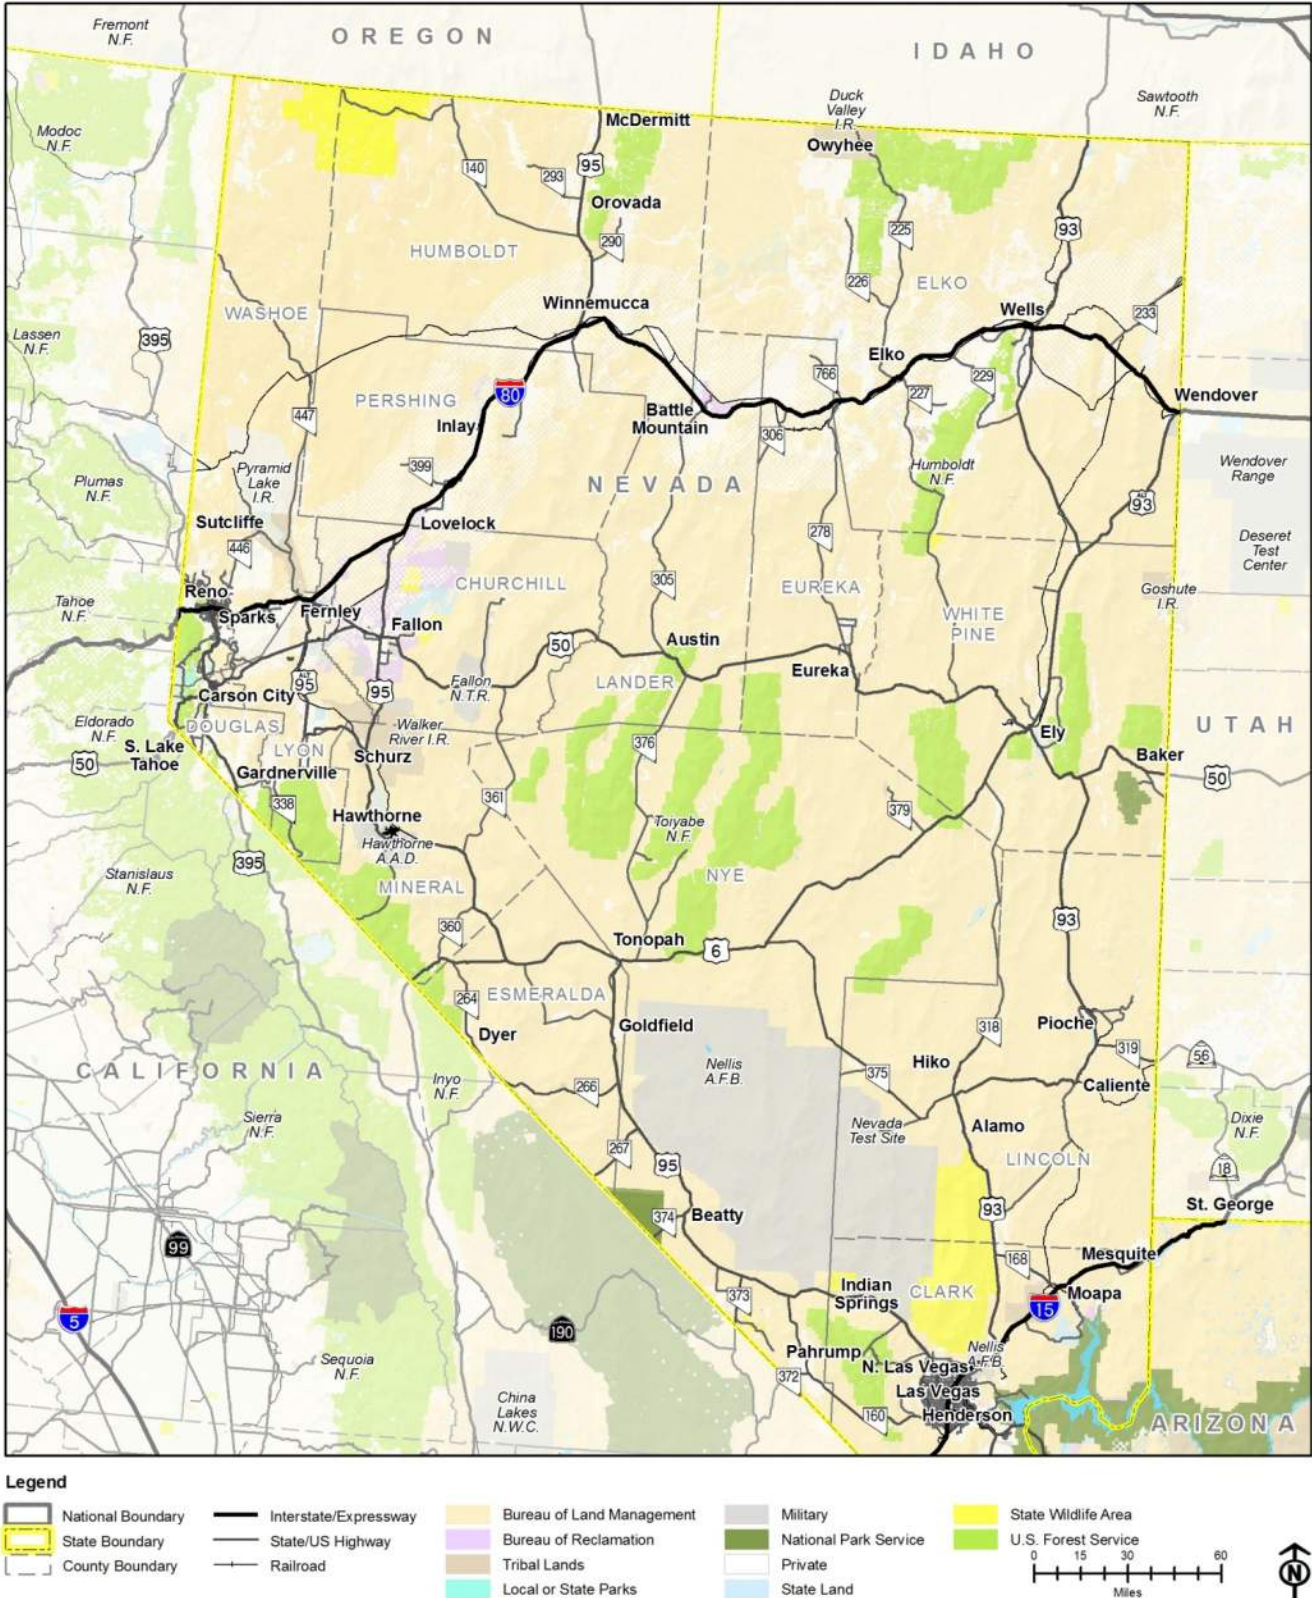 Fremont
N.F.
OREGON
IDAHO
Duck
Valley
I.R.
Sawtooth
N.F.
Modoc
N.F.
McDermitt
Owyhee
140
293
95
Orovada
290
225
93
HUMBOLDT
226
ELKO
Winnemucca
Wells
WASHOE
233
395
Lassen
N.F.
Elko
766
229
227
80
PERSHING
447
Inlay
Battle
Mountain
306
Wendover
399
Pyramid
Lake
I.R.
NEVADA
Humboldt
N.F.
Wendover
Range
Plumas
N.F.
ALT
93
Sutcliffe
Lovelock
278
446
Deseret
Test
Center
CHURCHILL
305
EUREKA
Goshute
I.R.
Reno
Tahoe
N.F.
Sparks
Fernley
Fallon
WHITE
PINE
50
Austin
Eureka
ALT
95
95
Fallon
N.T.R.
LANDER
Carson City
Eldorado
N.F.
DOUGLAS
Walker
River I.R.
UTAH
S. Lake
Tahoe
LYON
Schurz
376
Ely
Baker
50
Gardnerville
50
338
361
379
Hawthorne
Toiyabe
N.F.
Hawthorne
A.A.D.
395
Stanislaus
N.F.
MINERAL
NYE
360
93
Tonopah
6
264
ESMERALDA
Dyer
Goldfield
318
Pioche
319
56
CALIFORNIA
Nellis
A.F.B.
Hiko
375
Inyo
N.F.
266
Caliente
Sierra
N.F.
Nevada
Test Site
Alamo
Dixie
N.F.
267
95
LINCOLN
18
St. George
374
Beatty
93
99
168
Mesquite
Indian
Springs
CLARK
Moapa
373
15
5
190
Pahrump
Nellis
A.F.B.
Sequoia
N.F.
372
N. Las Vegas
Las Vegas
China
Lakes
N.W.C.
160
Henderson
ARIZONA
Legend
National Boundary
State Boundary
County Boundary
Interstate/Expressway
State/US Highway
Railroad
Bureau of Land Management
Bureau of Reclamation
Tribal Lands
Local or State Parks
Military
National Park Service
Private
State Land
State Wildlife Area
U.S. Forest Service
0 15 30 60
Miles
N